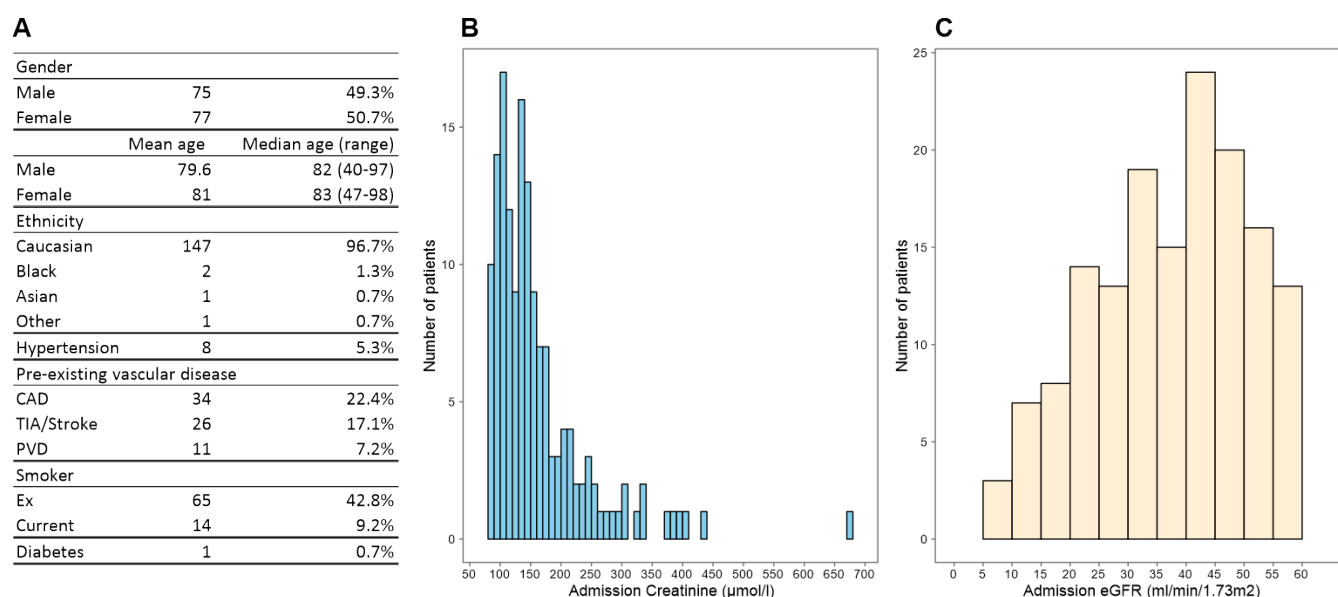 A
Gender
Male 75 49.3%
Female 77 50.7%
Mean age Median age (range)
Male 79.6 82 (40-97)
Female 81 83 (47-98)
Ethnicity
Caucasian 147 96.7%
Black 2 1.3%
Asian 1 0.7%
Other 1 0.7%
Hypertension 8 5.3%
Pre-existing vascular disease
CAD 34 22.4%
TIA/Stroke 26 17.1%
PVD 11 7.2%
Smoker
Ex 65 42.8%
Current 14 9.2%
Diabetes 1 0.7%
B
Number of patients
15
10
5
0
50 100 150 200 250 300 350 400 450 500 550 600 650 700
Admission Creatinine (μmol/l)
C
Number of patients
25
20
15
10
5
0
0 5 10 15 20 25 30 35 40 45 50 55 60
Admission eGFR (ml/min/1.73m2)